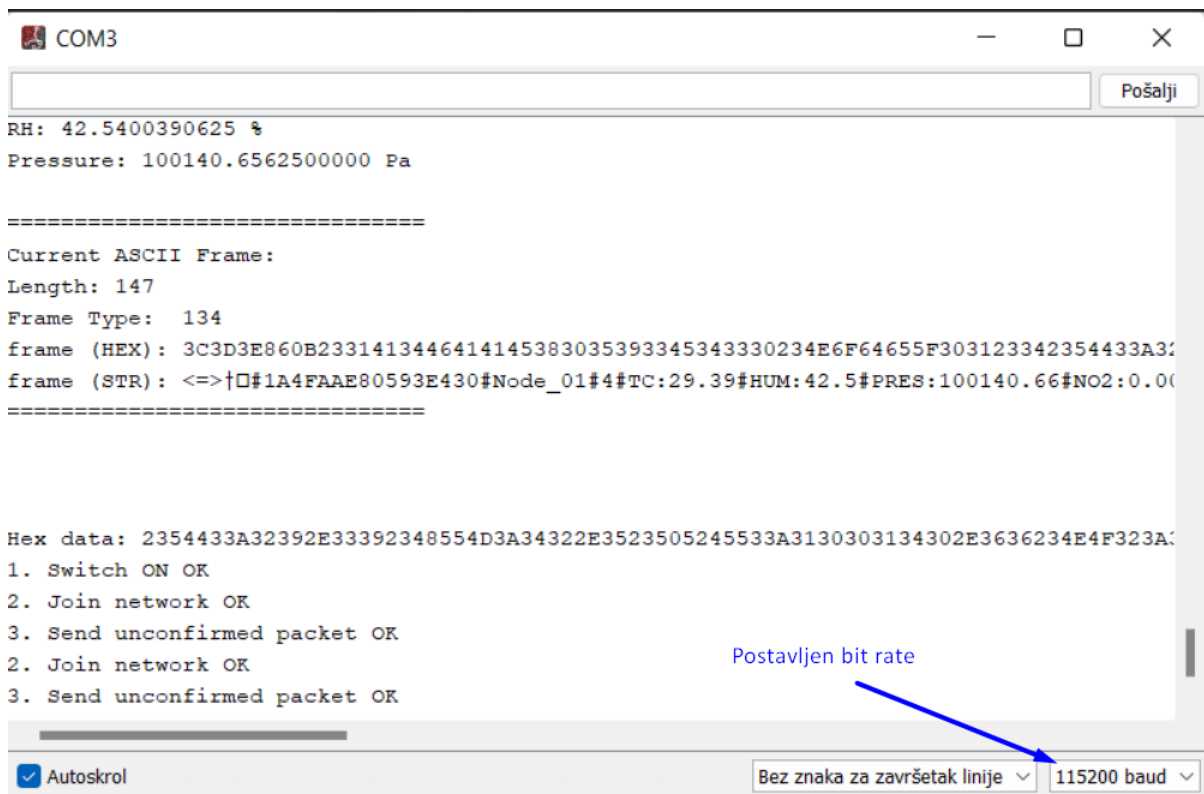 COM3
Pošalji
RH: 42.5400390625 %
Pressure: 100140.6562500000 Pa
===============================
Current ASCII Frame:
Length: 147
Frame Type:  134
frame (HEX): 3C3D3E860B2331413446414145383035393345343330234E6F64655F30312334235443 3A32
frame (STR): <=>†□#1A4FAAE80593E430#Node_01#4#TC:29.39#HUM:42.5#PRES:100140.66#NO2:0.00
===============================
Hex data: 2354433A32392E33392348554D3A34322E3523505245533A3130303134302E3636234E4F323A
1. Switch ON OK
2. Join network OK
3. Send unconfirmed packet OK
2. Join network OK
3. Send unconfirmed packet OK
Postavljen bit rate
Autoskrol
Bez znaka za završetak linije
115200 baud